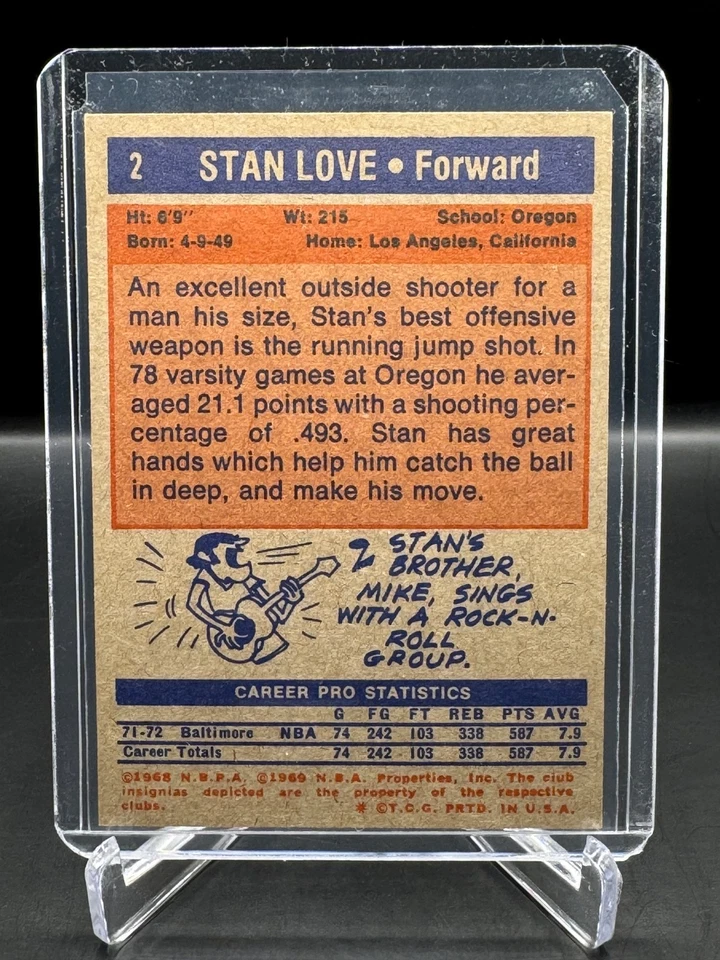 2 STAN LOVE • Forward
Ht: 6'9" Wt: 215 School: Oregon
Born: 4-9-49 Home: Los Angeles, California
An excellent outside shooter for a
man his size, Stan's best offensive
weapon is the running jump shot. In
78 varsity games at Oregon he aver-
aged 21.1 points with a shooting per-
centage of .493. Stan has great
hands which help him catch the ball
in deep, and make his move.
STAN'S
BROTHER,
MIKE, SINGS
WITH A ROCK-N-
ROLL
GROUP.
CAREER PRO STATISTICS
G FG FT REB PTS AVG
71-72 Baltimore NBA 74 242 103 338 587 7.9
Career Totals 74 242 103 338 587 7.9
©1968 N.B.P.A. ©1969 N.B.A. Properties, Inc. The club
insignias depicted are the property of the respective
clubs. * ©T.C.G. PRTD. IN U.S.A.